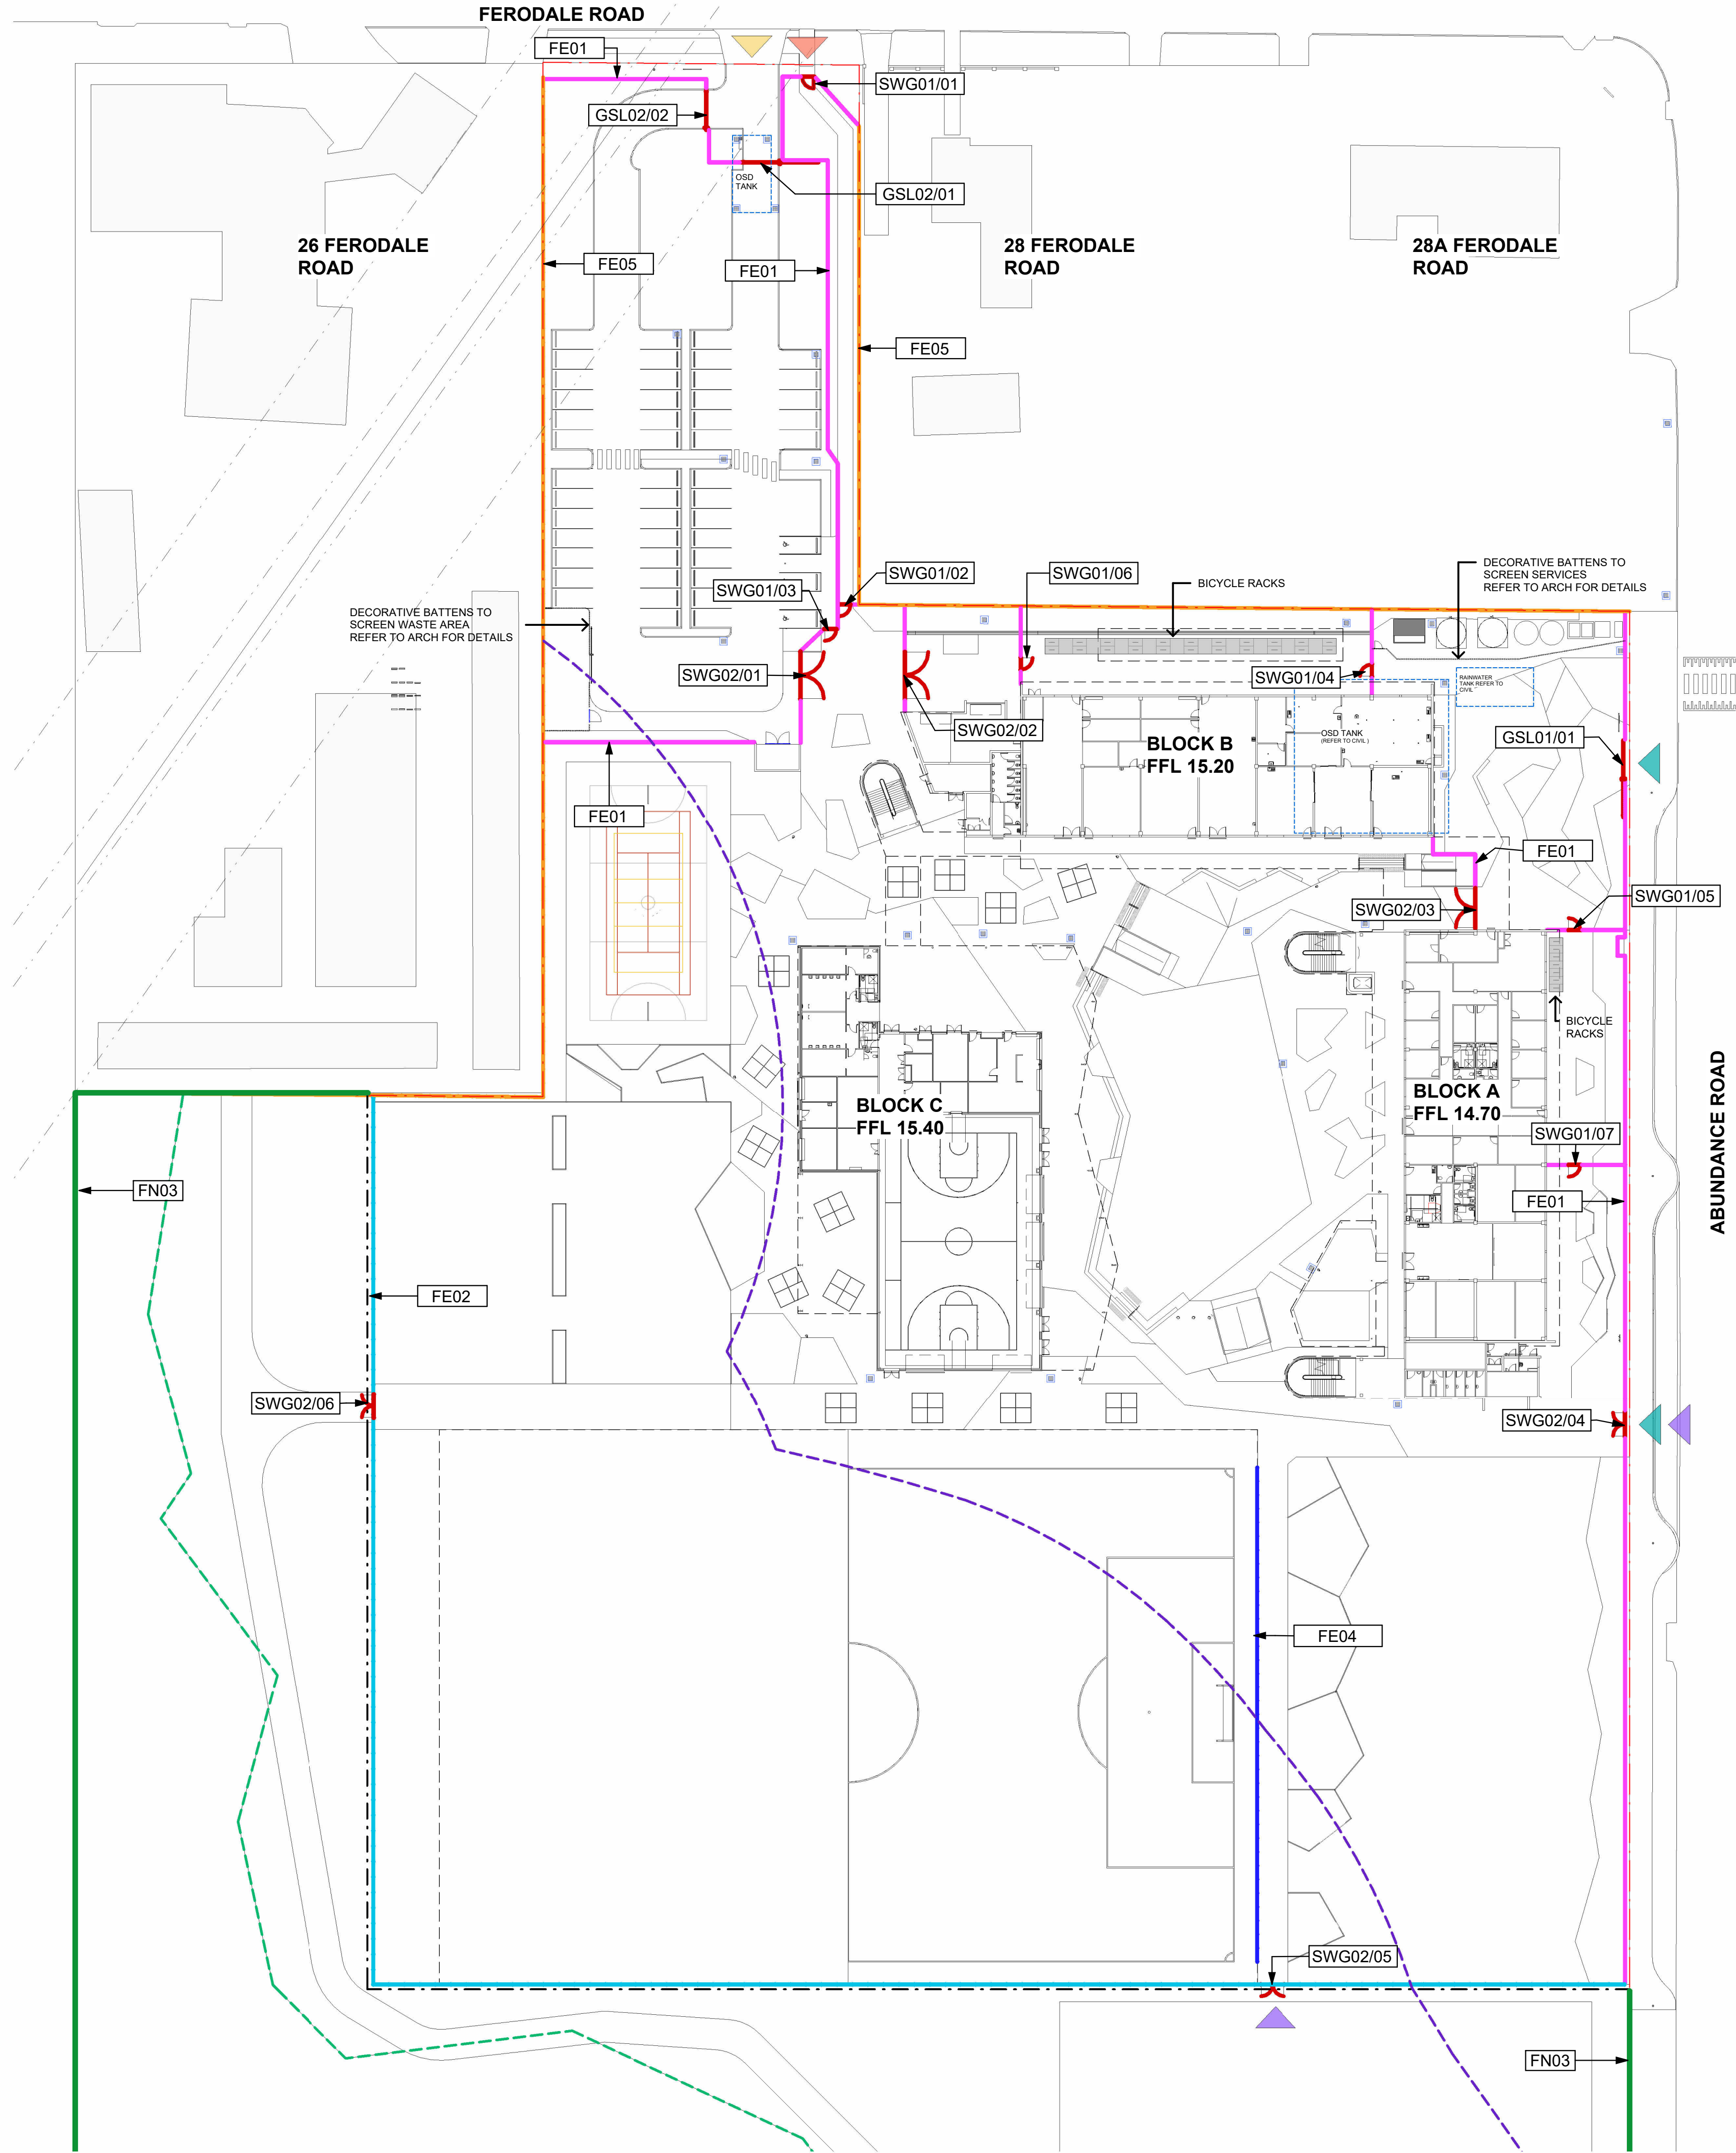 FERODALE ROAD
FE01
SWG01/01
GSL02/02
OSD
TANK
GSL02/01
26 FERODALE
ROAD
28 FERODALE
ROAD
28A FERODALE
ROAD
FE05
FE01
FE05
SWG01/02
SWG01/06
BICYCLE RACKS
DECORATIVE BATTENS TO
SCREEN SERVICES
REFER TO ARCH FOR DETAILS
SWG01/03
DECORATIVE BATTENS TO
SCREEN WASTE AREA
REFER TO ARCH FOR DETAILS
SWG02/01
SWG01/04
RAINWATER
TANK REFER TO
CIVIL
SWG02/02
BLOCK B
FFL 15.20
OSD TANK
(REFER TO CIVIL )
GSL01/01
FE01
FE01
SWG01/05
SWG02/03
BICYCLE
RACKS
BLOCK C
FFL 15.40
BLOCK A
FFL 14.70
ABUNDANCE ROAD
SWG01/07
FN03
FE01
FE02
SWG02/06
SWG02/04
FE04
SWG02/05
FN03